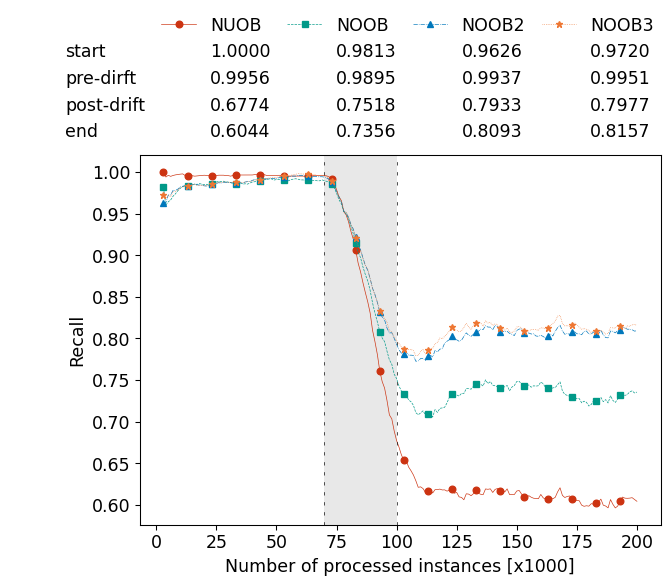 NUOB NOOB NOOB2 NOOB3
start 1.0000 0.9813 0.9626 0.9720
pre-dirft 0.9956 0.9895 0.9937 0.9951
post-drift 0.6774 0.7518 0.7933 0.7977
end 0.6044 0.7356 0.8093 0.8157
1.00
0.95
0.90
0.85
0.80
0.75
0.70
0.65
0.60
Recall
0 25 50 75 100 125 150 175 200
Number of processed instances [x1000]